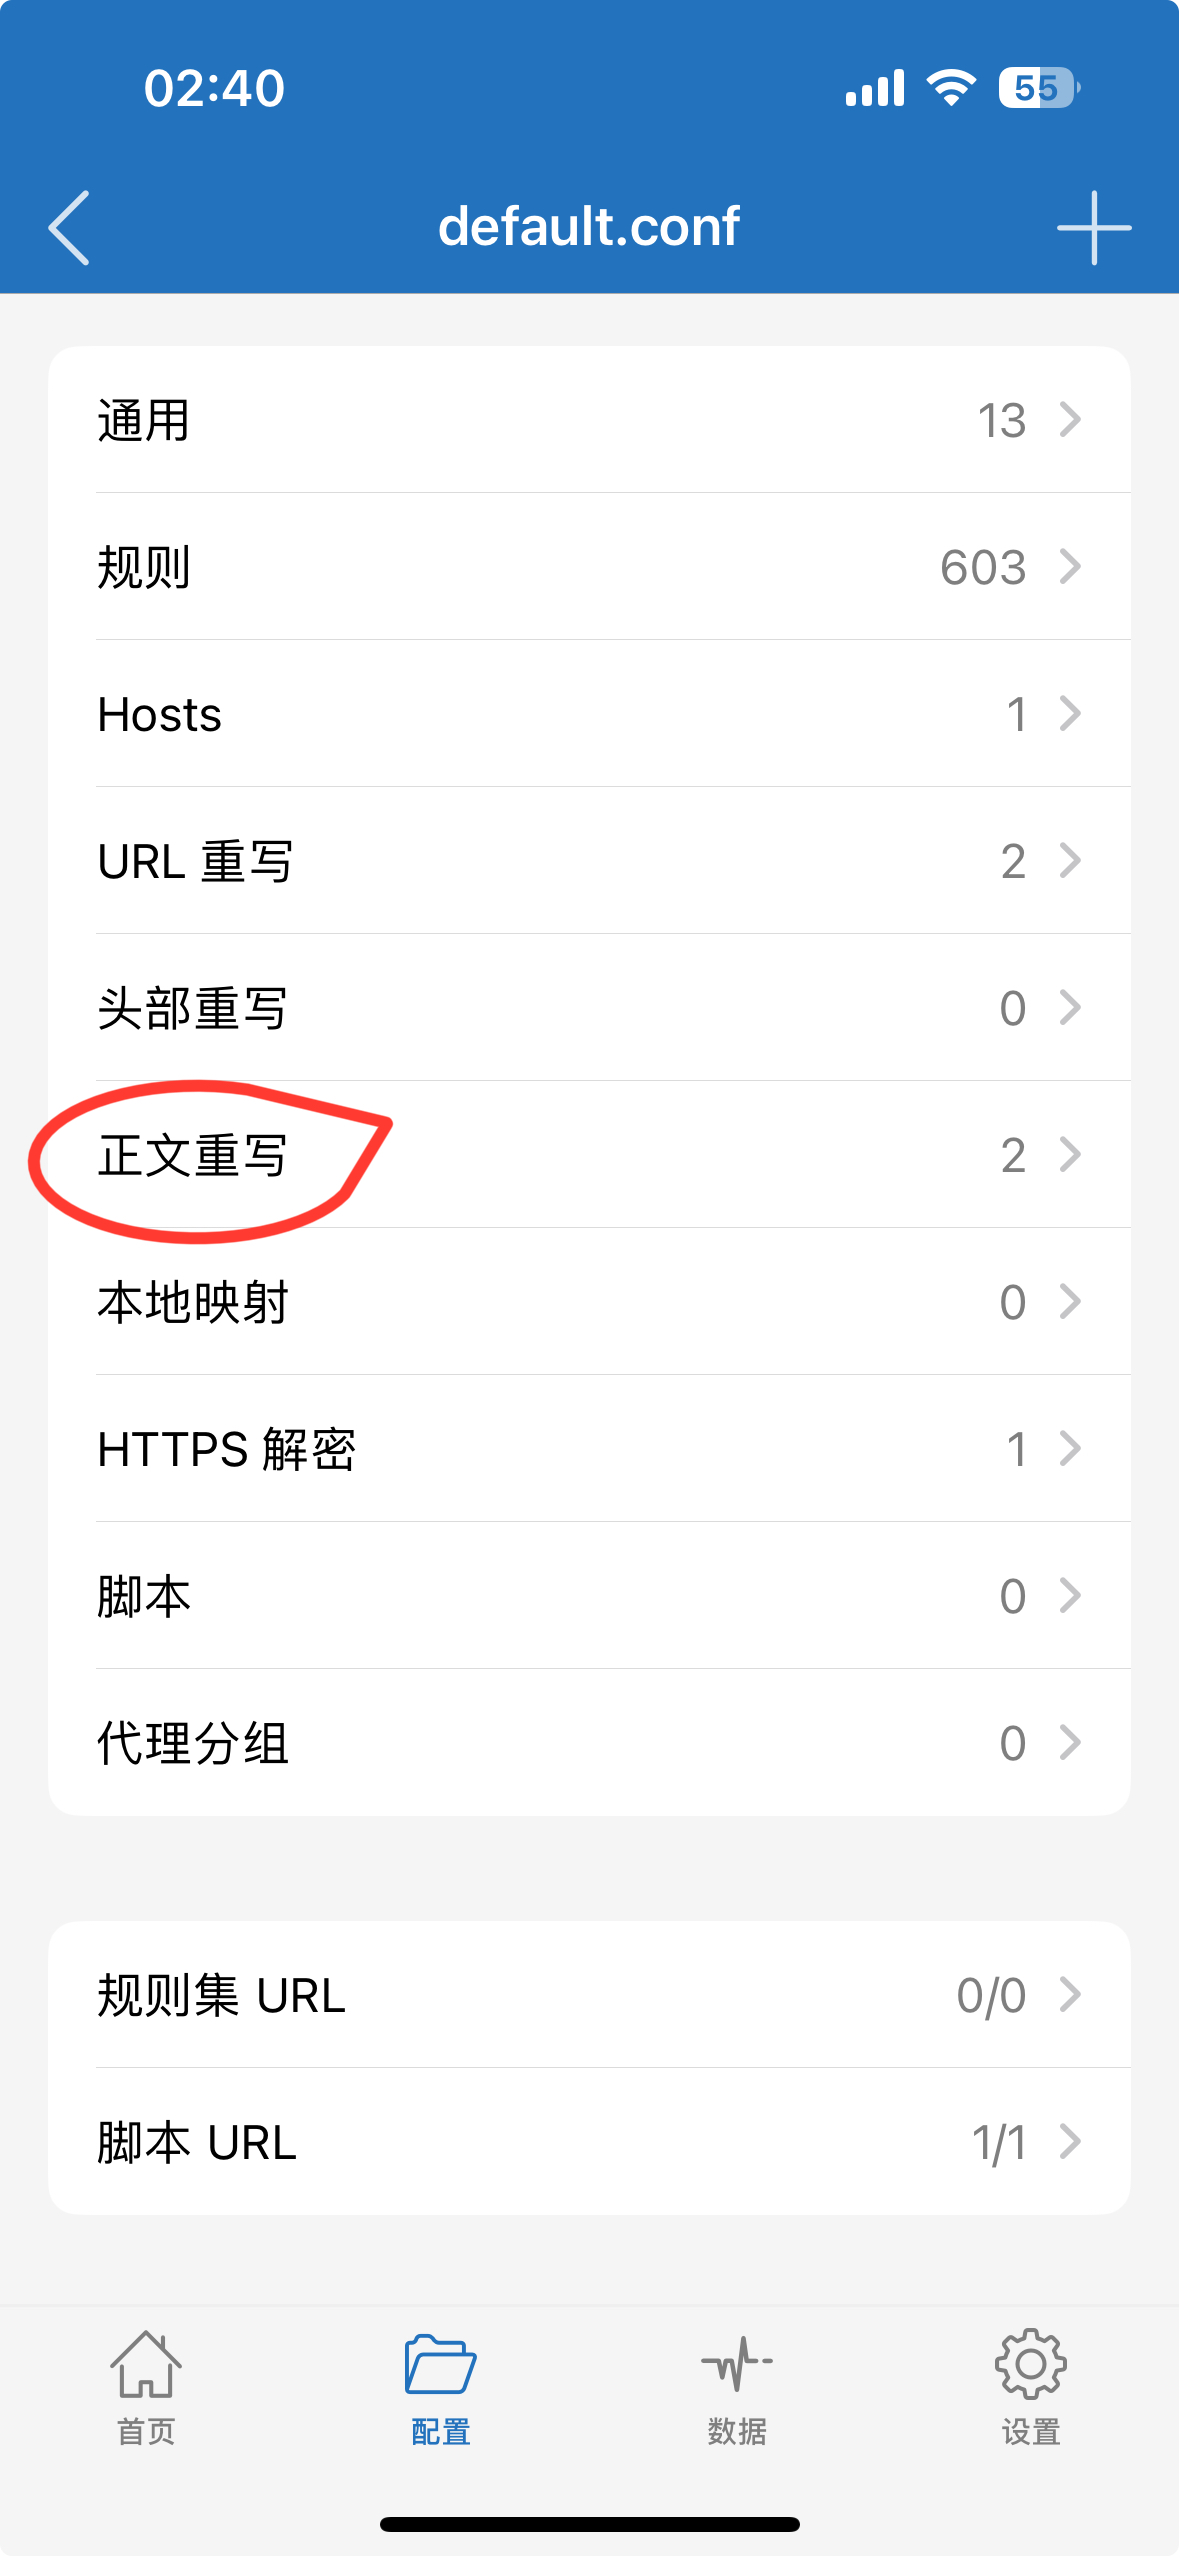 02:40
55
default.conf
通用 13
规则 603
Hosts 1
URL 重写 2
头部重写 0
正文重写 2
本地映射 0
HTTPS 解密 1
脚本 0
代理分组 0
规则集 URL 0/0
脚本 URL 1/1
首页 配置 数据 设置